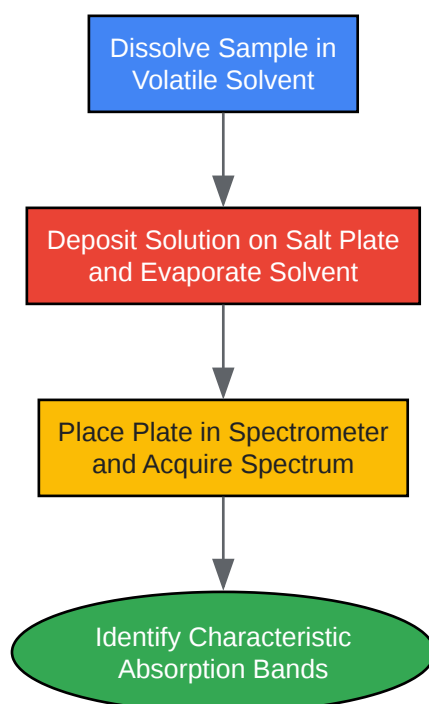 Dissolve Sample in
Volatile Solvent
Deposit Solution on Salt Plate
and Evaporate Solvent
Place Plate in Spectrometer
and Acquire Spectrum
Identify Characteristic
Absorption Bands